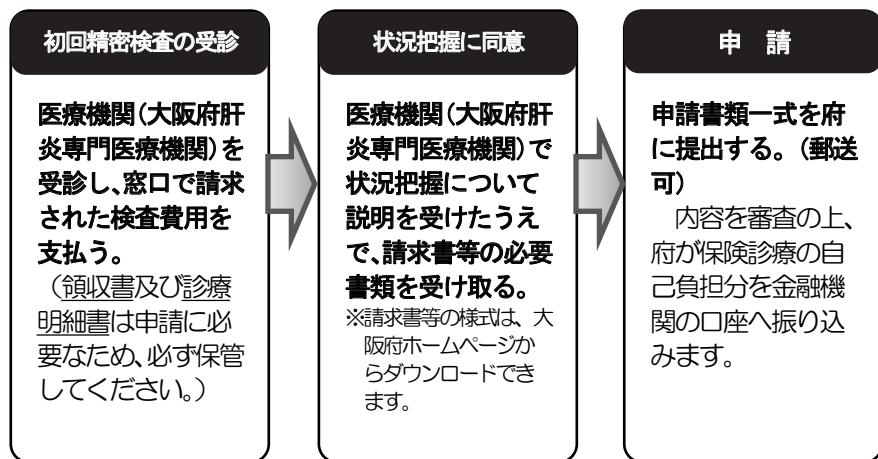 初回精密検査の受診
医療機関(大阪府肝
炎専門医療機関)を
受診し、窓口で請求
された検査費用を
支払う。
(領収書及び診療
明細書は申請に必
要なため、必ず保管
してください。)
状況把握に同意
医療機関(大阪府肝
炎専門医療機関)で
状況把握について
説明を受けたうえ
で、請求書等の必要
書類を受け取る。
※請求書等の様式は、大
阪府ホームページか
らダウンロードでき
ます。
申 請
申請書類一式を府
に提出する。(郵送
可)
内容を審査の上、
府が保険診療の自
己負担分を金融機
関の口座へ振り込
みます。